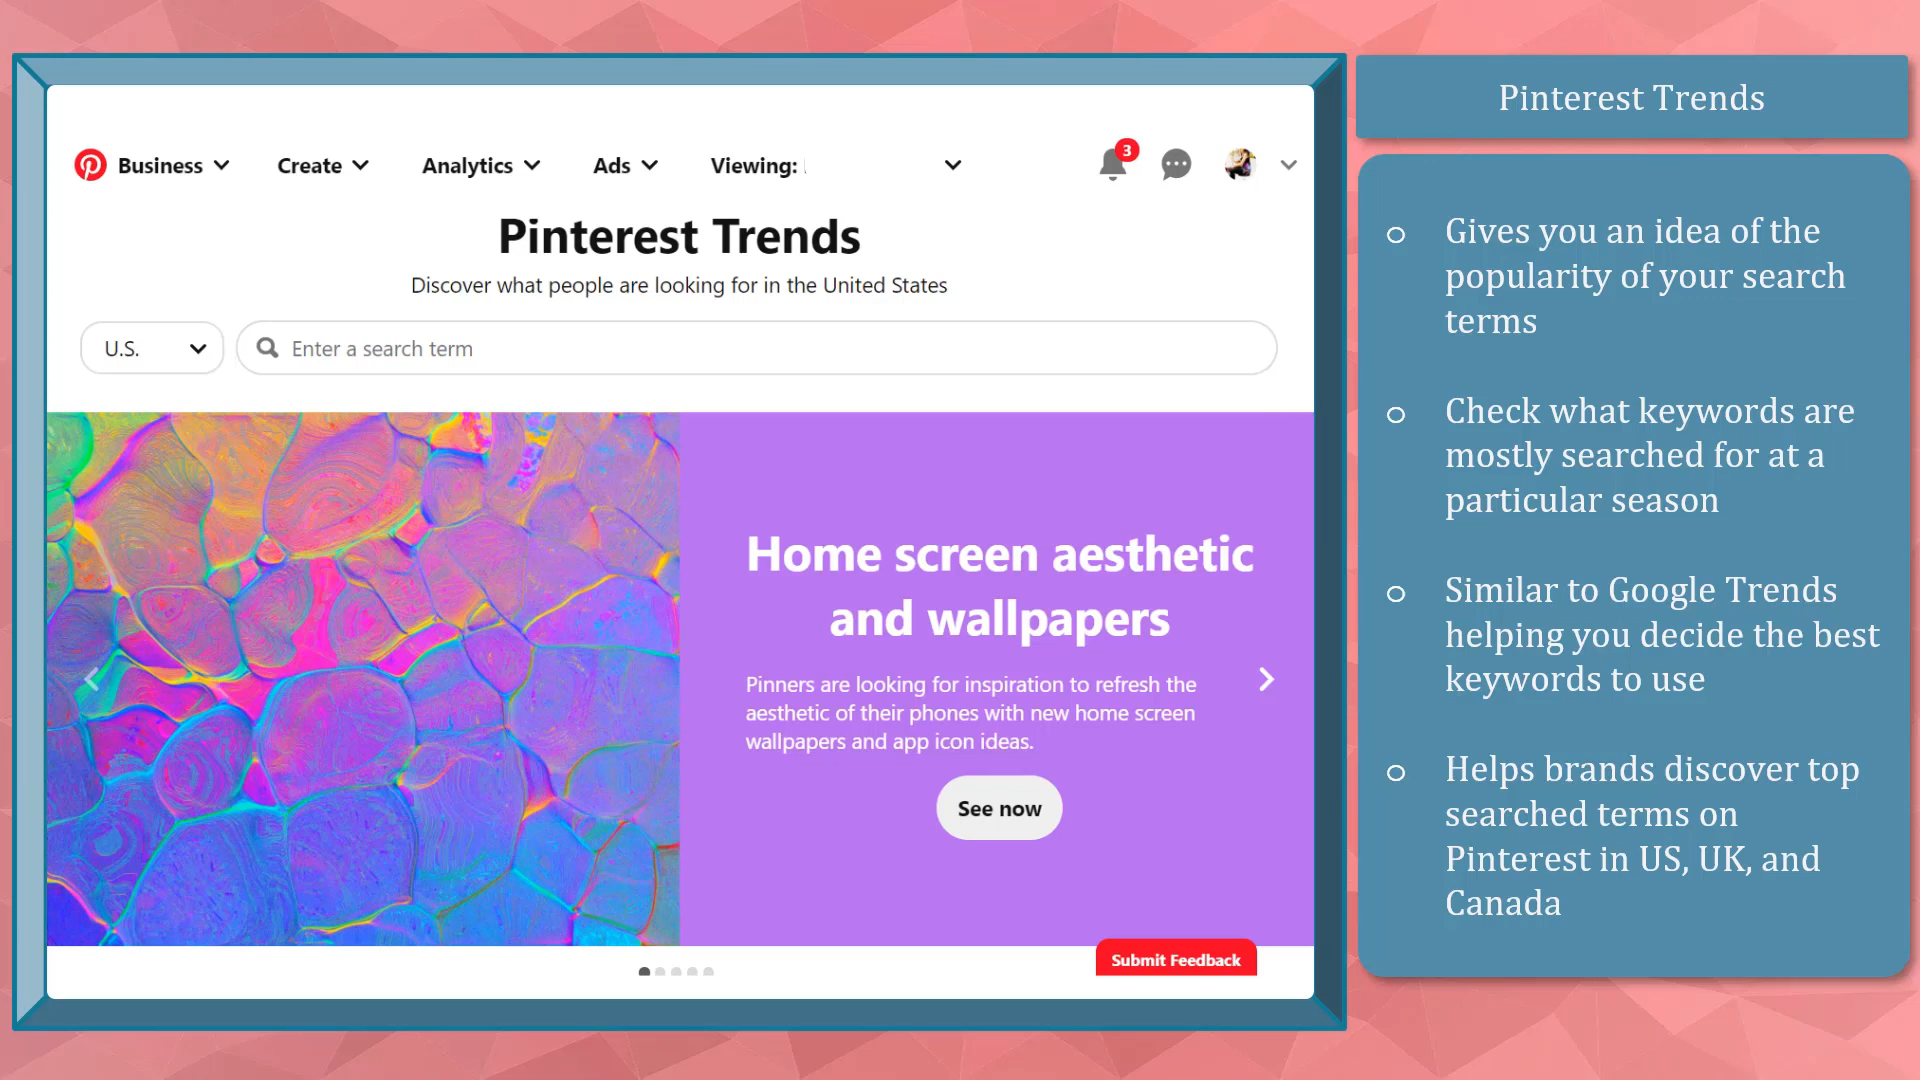 Business
Create
Analytics
Ads
Viewing:
3
Pinterest Trends
Discover what people are looking for in the United States
U.S.
Enter a search term
Home screen aesthetic
and wallpapers
Pinners are looking for inspiration to refresh the
aesthetic of their phones with new home screen
wallpapers and app icon ideas.
See now
Submit Feedback
Pinterest Trends
Gives you an idea of the
popularity of your search
terms
Check what keywords are
mostly searched for at a
particular season
Similar to Google Trends
helping you decide the best
keywords to use
Helps brands discover top
searched terms on
Pinterest in US, UK, and
Canada